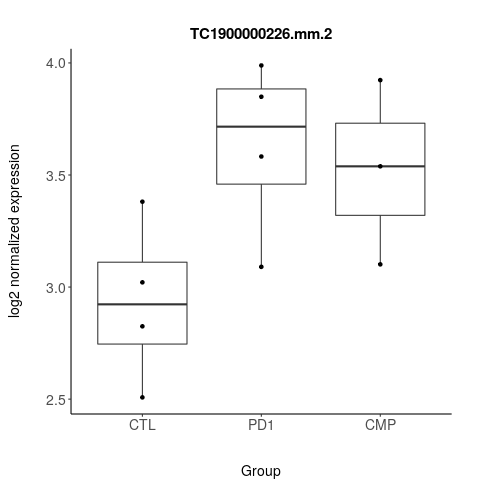 TC1900000226.mm.2
log2 normalized expression
4.0
3.5
3.0
2.5
CTL PD1 CMP
Group